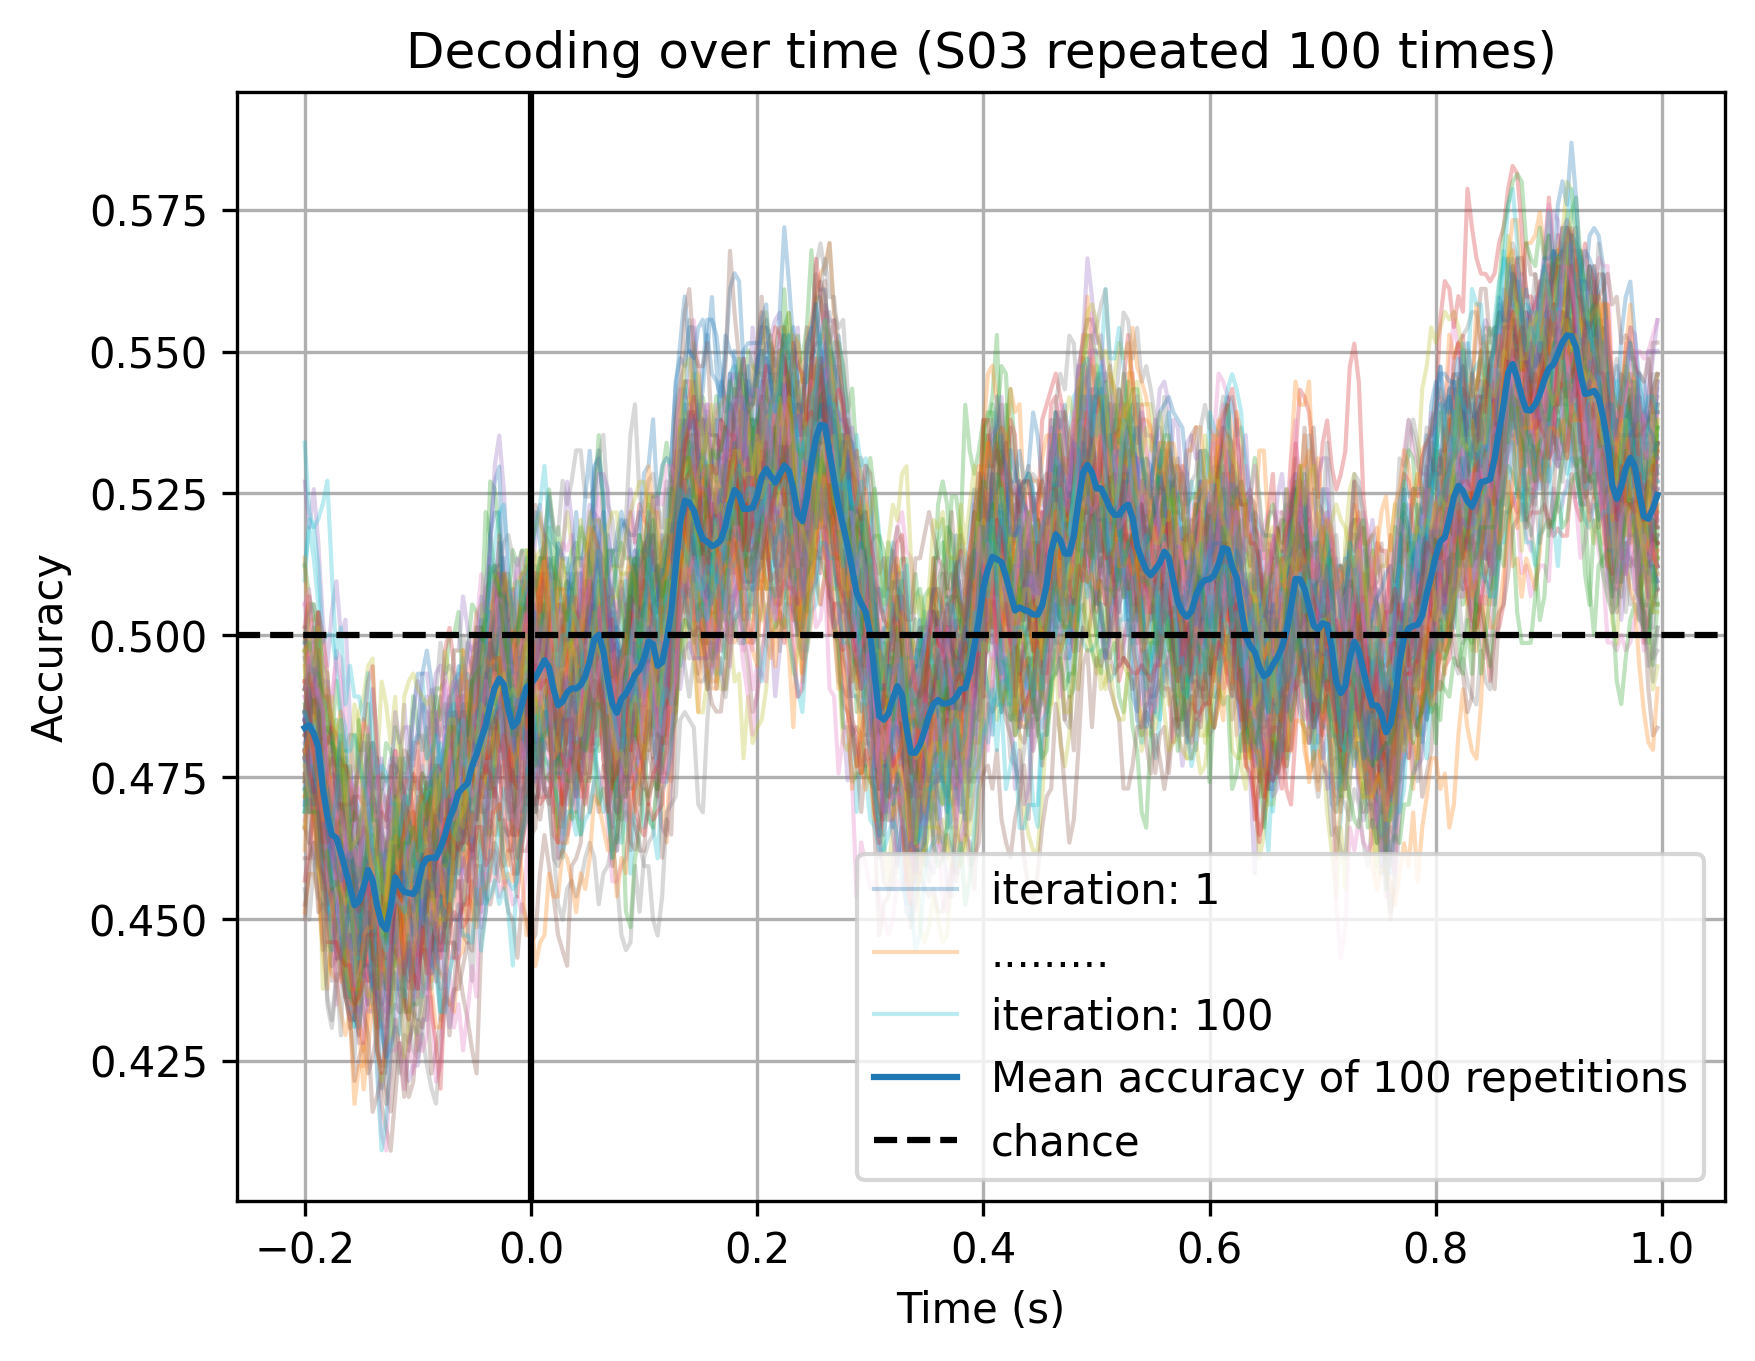 Decoding over time (S03 repeated 100 times)
0.575
0.550
0.525
0.500
0.475
0.450
0.425
Accuracy
iteration: 1
.........
iteration: 100
Mean accuracy of 100 repetitions
chance
−0.2 0.0 0.2 0.4 0.6 0.8 1.0
Time (s)